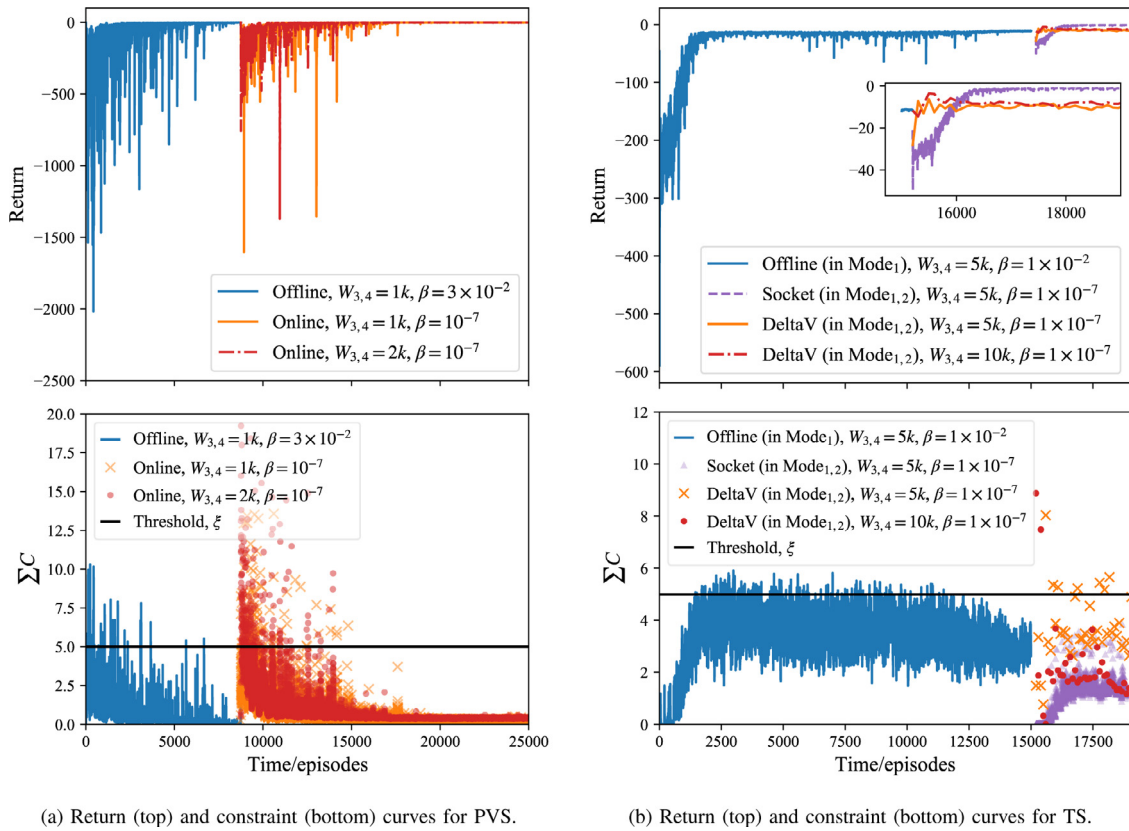 0
−500
−1000
−1500
−2000
−2500
Return
Offline, W3,4 = 1k, β = 3 × 10−2
Online, W3,4 = 1k, β = 10−7
Online, W3,4 = 2k, β = 10−7
20.0
17.5
15.0
12.5
10.0
7.5
5.0
2.5
0.0
ΣC
Offline, W3,4 = 1k, β = 3 × 10−2
Online, W3,4 = 1k, β = 10−7
Online, W3,4 = 2k, β = 10−7
Threshold, ξ
0 5000 10000 15000 20000 25000
Time/episodes
(a) Return (top) and constraint (bottom) curves for PVS.
0
−100
−200
−300
−400
−500
−600
Return
0
−20
−40
16000 18000
Offline (in Mode1), W3,4 = 5k, β = 1 × 10−2
Socket (in Mode1,2), W3,4 = 5k, β = 1 × 10−7
DeltaV (in Mode1,2), W3,4 = 5k, β = 1 × 10−7
DeltaV (in Mode1,2), W3,4 = 10k, β = 1 × 10−7
12
10
8
6
4
2
0
ΣC
Offline (in Mode1), W3,4 = 5k, β = 1 × 10−2
Socket (in Mode1,2), W3,4 = 5k, β = 1 × 10−7
DeltaV (in Mode1,2), W3,4 = 5k, β = 1 × 10−7
DeltaV (in Mode1,2), W3,4 = 10k, β = 1 × 10−7
Threshold, ξ
0 2500 5000 7500 10000 12500 15000 17500
Time/episodes
(b) Return (top) and constraint (bottom) curves for TS.